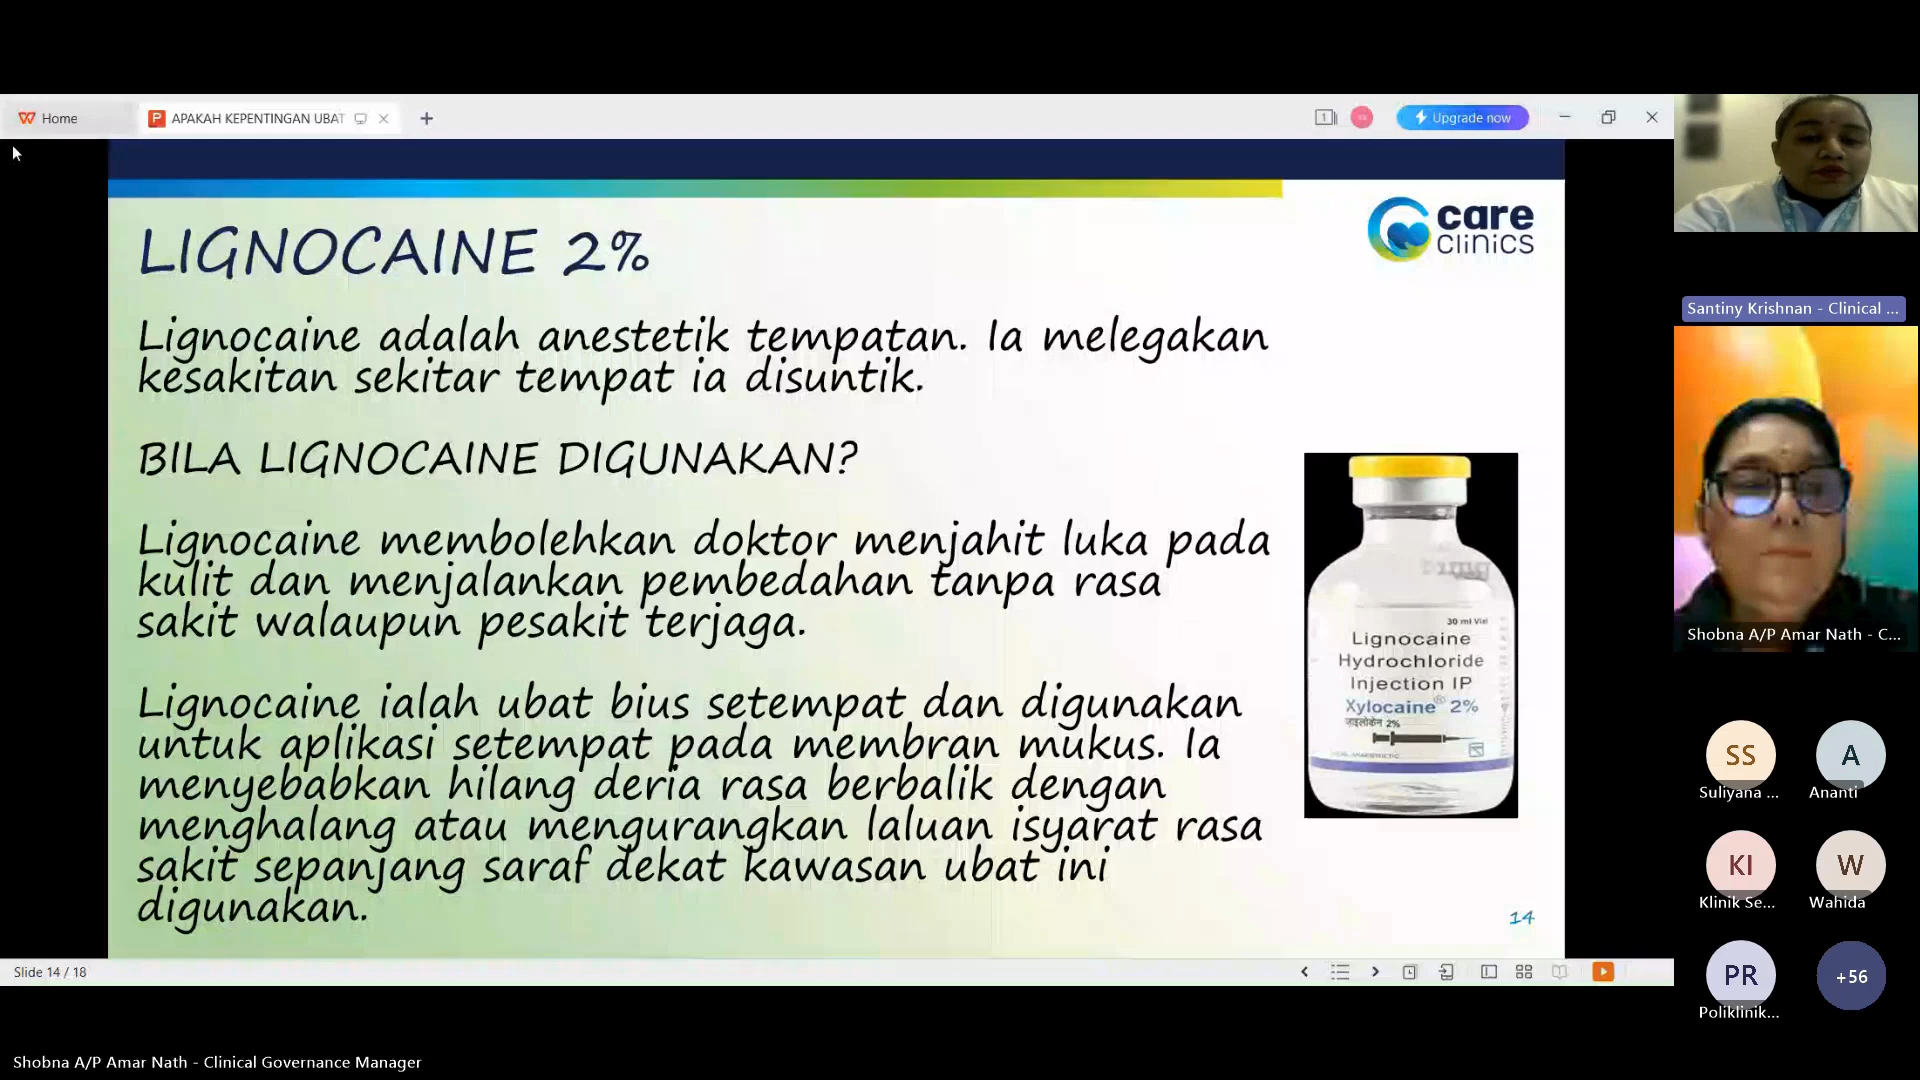 Home
APAKAH KEPENTINGAN UBAT
1
Upgrade now
LIGNOCAINE 2%
care
clinics
Lignocaine adalah anestetik tempatan. Ia melegakan
kesakitan sekitar tempat ia disuntik.
BILA LIGNOCAINE DIGUNAKAN?
Lignocaine membolehkan doktor menjahit luka pada
kulit dan menjalankan pembedahan tanpa rasa
sakit walaupun pesakit terjaga.
Lignocaine ialah ubat bius setempat dan digunakan
untuk aplikasi setempat pada membran mukus. Ia
menyebabkan hilang deria rasa berbalik dengan
menghalang atau mengurangkan laluan isyarat rasa
sakit sepanjang saraf dekat kawasan ubat ini
digunakan.
30 ml Vial
Lignocaine
Hydrochloride
Injection IP
Xylocaine® 2%
14
Slide 14 / 18
Santiny Krishnan - Clinical ...
Shobna A/P Amar Nath - C...
SS
Suliyana ...
A
Ananti
KI
Klinik Se...
W
Wahida
PR
Poliklinik...
+56
Shobna A/P Amar Nath - Clinical Governance Manager